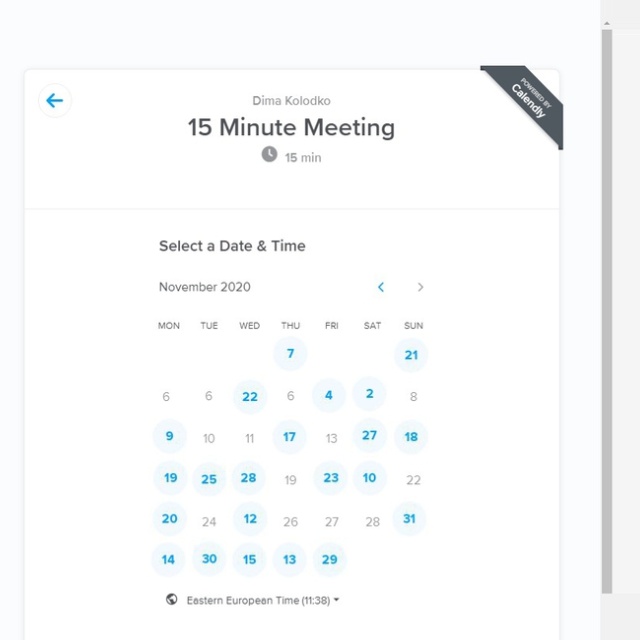 POWERED BY
Calendly
Dima Kolodko
15 Minute Meeting
15 min
Select a Date & Time
November 2020
MON TUE WED THU FRI SAT SUN
7 21
6 6 22 6 4 2 8
9 10 11 17 13 27 18
19 25 28 19 23 10 22
20 24 12 26 27 28 31
14 30 15 13 29
Eastern European Time (11:38)